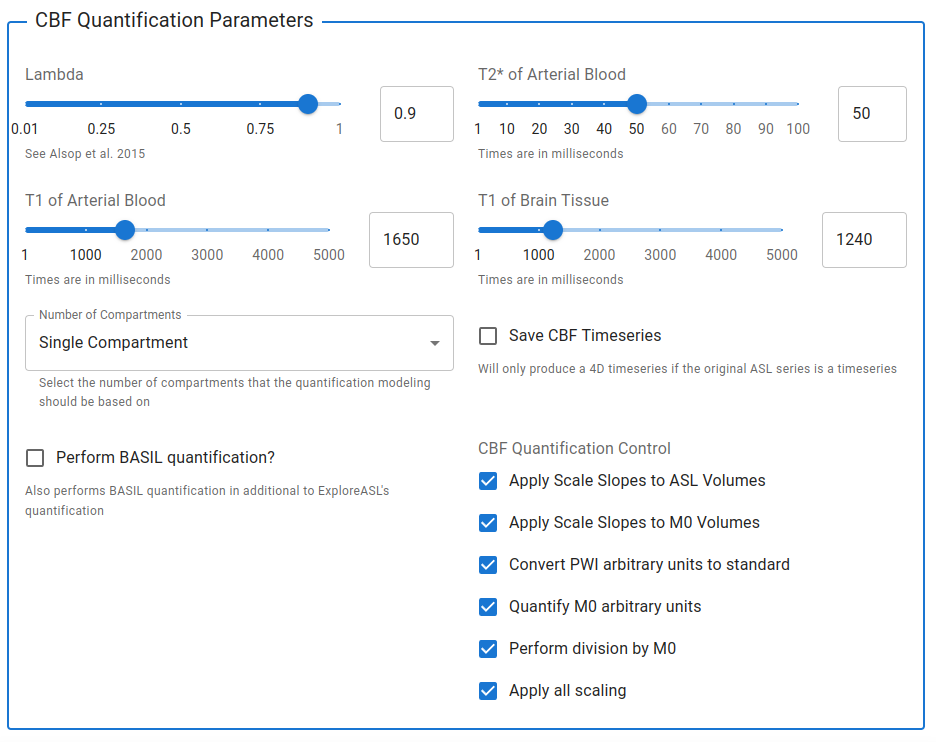 CBF Quantification Parameters
Lambda
0.01 0.25 0.5 0.75 1
0.9
See Alsop et al. 2015
T2* of Arterial Blood
1 10 20 30 40 50 60 70 80 90 100
50
Times are in milliseconds
T1 of Arterial Blood
1 1000 2000 3000 4000 5000
1650
Times are in milliseconds
T1 of Brain Tissue
1 1000 2000 3000 4000 5000
1240
Times are in milliseconds
Number of Compartments
Single Compartment
Select the number of compartments that the quantification modeling
should be based on
Save CBF Timeseries
Will only produce a 4D timeseries if the original ASL series is a timeseries
Perform BASIL quantification?
Also performs BASIL quantification in additional to ExploreASL's
quantification
CBF Quantification Control
Apply Scale Slopes to ASL Volumes
Apply Scale Slopes to M0 Volumes
Convert PWI arbitrary units to standard
Quantify M0 arbitrary units
Perform division by M0
Apply all scaling